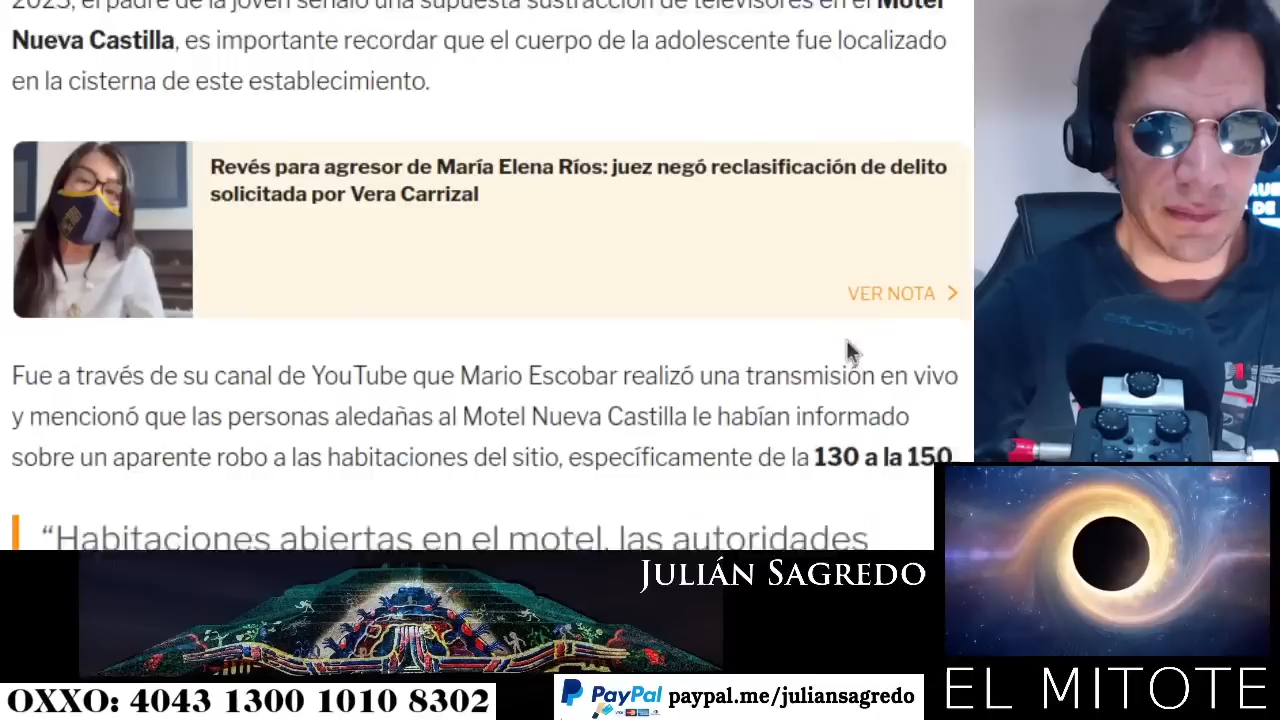 2023, el padre de la joven señaló una supuesta sustracción de televisores en el Motel
Nueva Castilla, es importante recordar que el cuerpo de la adolescente fue localizado
en la cisterna de este establecimiento.
Revés para agresor de María Elena Ríos: juez negó reclasificación de delito
solicitada por Vera Carrizal
VER NOTA >
Fue a través de su canal de YouTube que Mario Escobar realizó una transmisión en vivo
y mencionó que las personas aledañas al Motel Nueva Castilla le habían informado
sobre un aparente robo a las habitaciones del sitio, específicamente de la 130 a la 150.
“Habitaciones abiertas en el motel, las autoridades
JULIÁN SAGREDO
EL MITOTE
OXXO: 4043 1300 1010 8302
PayPal paypal.me/juliansagredo